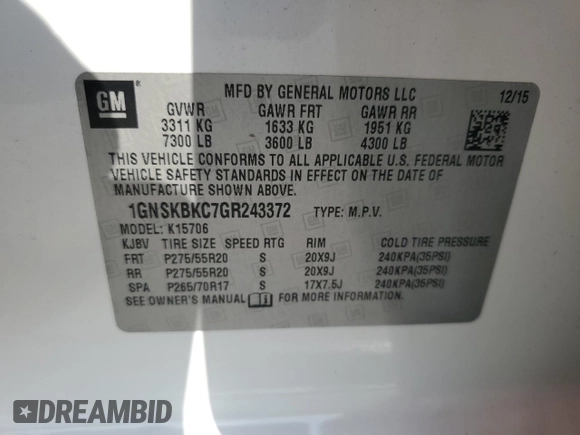 GM
MFD BY GENERAL MOTORS LLC 12/15
GVWR GAWR FRT GAWR RR
3311 KG 1633 KG 1951 KG
7300 LB 3600 LB 4300 LB
THIS VEHICLE CONFORMS TO ALL APPLICABLE U.S. FEDERAL MOTOR
VEHICLE SAFETY STANDARDS IN EFFECT ON THE DATE OF
MANUFACTURE SHOWN ABOVE.
1GNSKBKC7GR243372 TYPE: M.P.V.
MODEL: K15706
KJBV TIRE SIZE SPEED RTG RIM COLD TIRE PRESSURE
FRT P275/55R20 S 20X9J 240KPA(35PSI)
RR P275/55R20 S 20X9J 240KPA(35PSI)
SPA P265/70R17 S 17X7.5J 240KPA(35PSI)
SEE OWNER'S MANUAL FOR MORE INFORMATION
DREAMBID